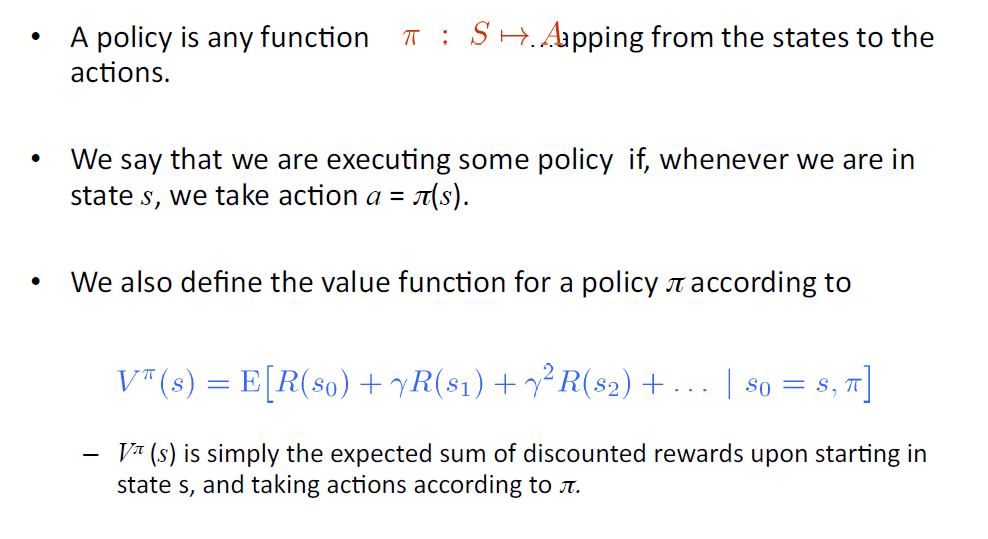 • A policy is any function π : S ↦ A apping from the states to the
actions.
• We say that we are executing some policy if, whenever we are in
state s, we take action a = π(s).
• We also define the value function for a policy π according to
V^π(s) = E[R(s₀) + γR(s₁) + γ²R(s₂) + . . . | s₀ = s, π]
– V^π (s) is simply the expected sum of discounted rewards upon starting in
state s, and taking actions according to π.